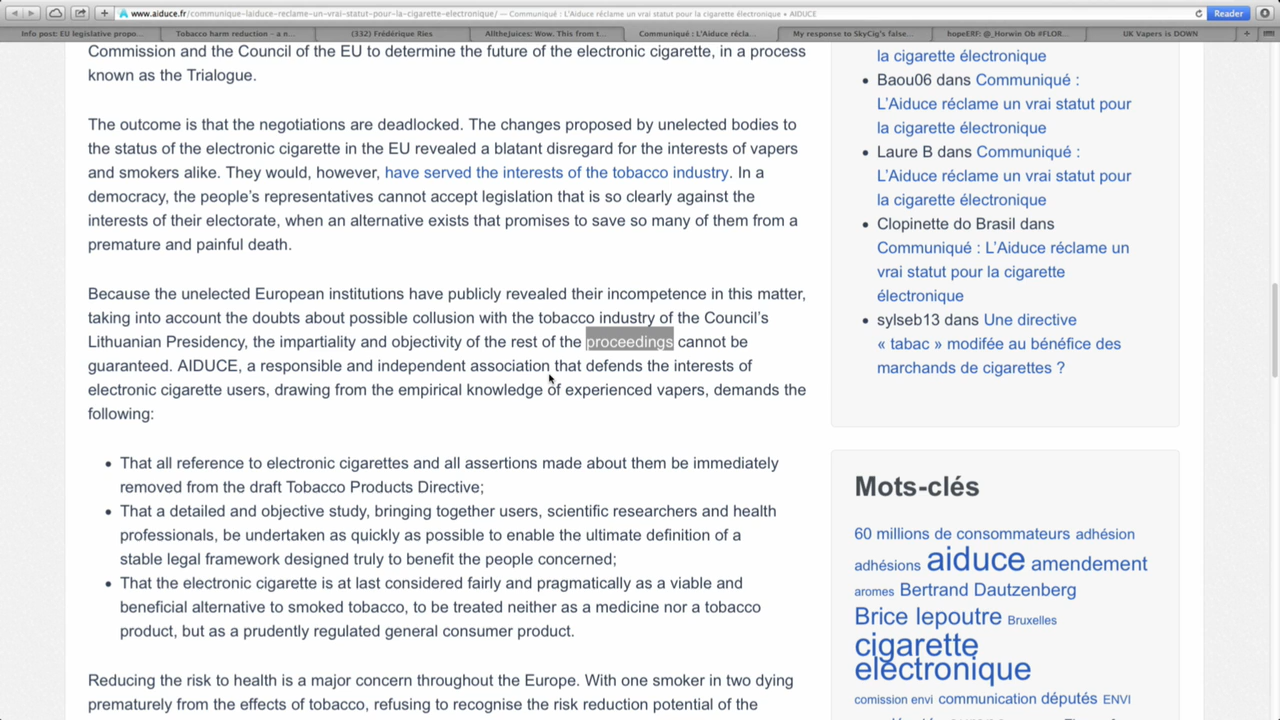 www.aiduce.fr/communique-laiduce-reclame-un-vrai-statut-pour-la-cigarette-electronique/ — Communiqué : L'Aiduce réclame un vrai statut pour la cigarette électronique • AIDUCE
Reader
Info post: EU legislative propo...
Tobacco harm reduction - a n...
(332) Frédérique Ries
AlltheJuices: Wow. This from t...
Communiqué : L'Aiduce récla...
My response to SkyCig's false...
hopeERF: @_Horwin Ob #FLOR...
UK Vapers is DOWN
Commission and the Council of the EU to determine the future of the electronic cigarette, in a process
known as the Trialogue.
The outcome is that the negotiations are deadlocked. The changes proposed by unelected bodies to
the status of the electronic cigarette in the EU revealed a blatant disregard for the interests of vapers
and smokers alike. They would, however, have served the interests of the tobacco industry. In a
democracy, the people's representatives cannot accept legislation that is so clearly against the
interests of their electorate, when an alternative exists that promises to save so many of them from a
premature and painful death.
Because the unelected European institutions have publicly revealed their incompetence in this matter,
taking into account the doubts about possible collusion with the tobacco industry of the Council's
Lithuanian Presidency, the impartiality and objectivity of the rest of the proceedings cannot be
guaranteed. AIDUCE, a responsible and independent association that defends the interests of
electronic cigarette users, drawing from the empirical knowledge of experienced vapers, demands the
following:
• That all reference to electronic cigarettes and all assertions made about them be immediately
removed from the draft Tobacco Products Directive;
• That a detailed and objective study, bringing together users, scientific researchers and health
professionals, be undertaken as quickly as possible to enable the ultimate definition of a
stable legal framework designed truly to benefit the people concerned;
• That the electronic cigarette is at last considered fairly and pragmatically as a viable and
beneficial alternative to smoked tobacco, to be treated neither as a medicine nor a tobacco
product, but as a prudently regulated general consumer product.
Reducing the risk to health is a major concern throughout the Europe. With one smoker in two dying
prematurely from the effects of tobacco, refusing to recognise the risk reduction potential of the
la cigarette électronique
• Baou06 dans Communiqué :
L'Aiduce réclame un vrai statut pour
la cigarette électronique
• Laure B dans Communiqué :
L'Aiduce réclame un vrai statut pour
la cigarette électronique
• Clopinette do Brasil dans
Communiqué : L'Aiduce réclame un
vrai statut pour la cigarette
électronique
• sylseb13 dans Une directive
« tabac » modifée au bénéfice des
marchands de cigarettes ?
Mots-clés
60 millions de consommateurs adhésion
adhésions aiduce amendement
aromes Bertrand Dautzenberg
Brice lepoutre Bruxelles
cigarette
electronique
comission envi communication députés ENVI